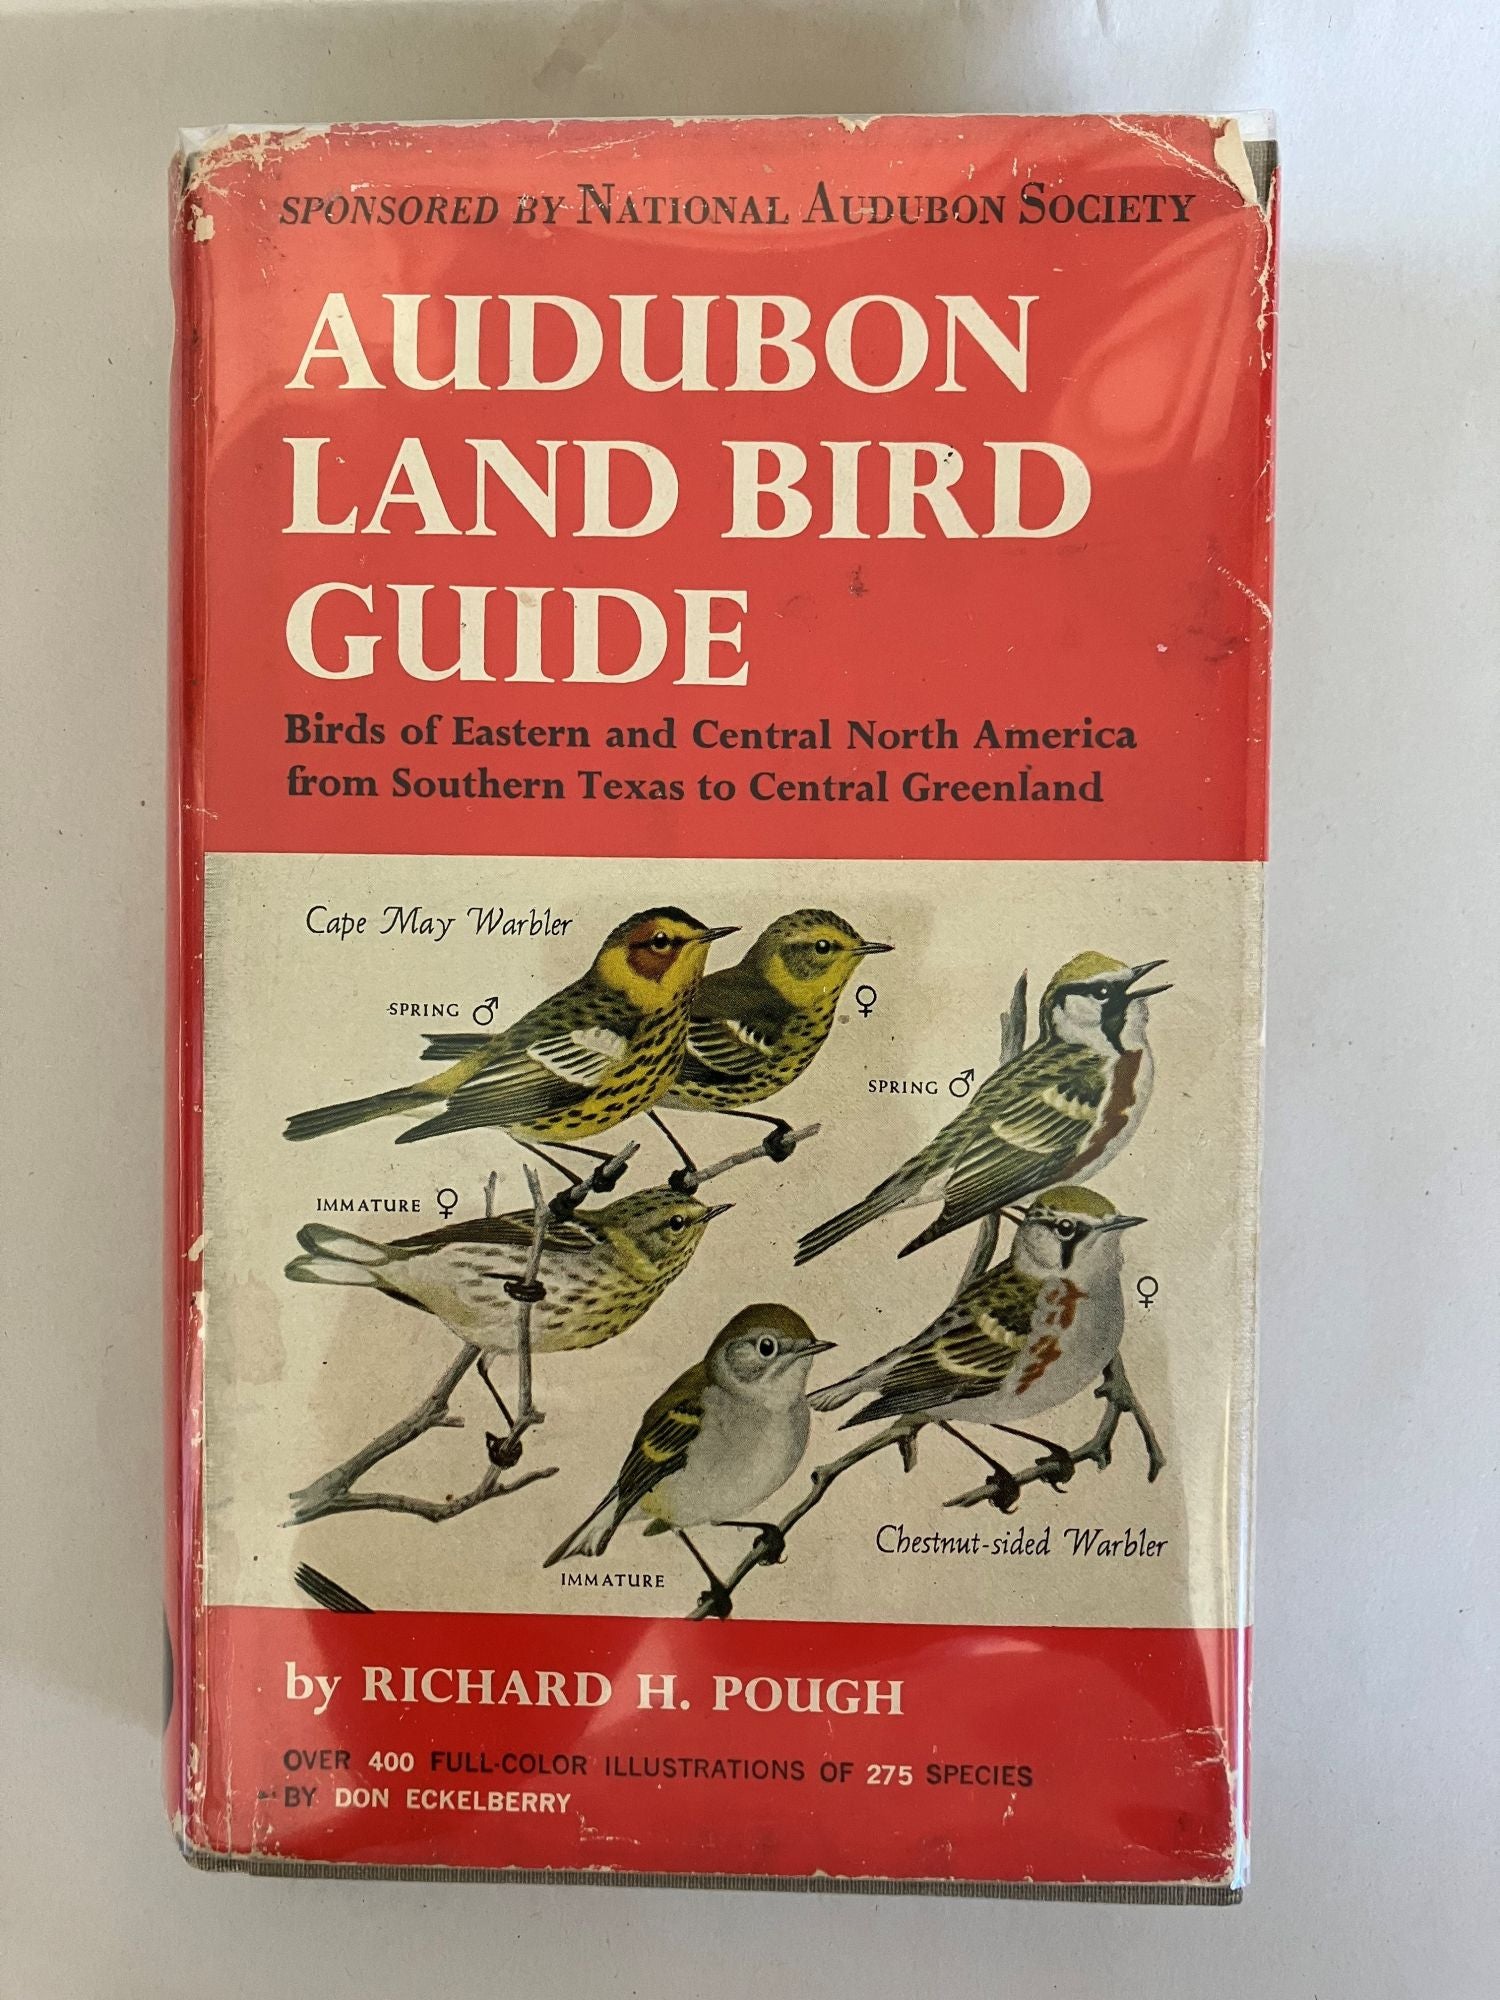 SPONSORED BY NATIONAL AUDUBON SOCIETY
AUDUBON
LAND BIRD
GUIDE
Birds of Eastern and Central North America
from Southern Texas to Central Greenland
Cape May Warbler
SPRING ♂
♀
SPRING ♂
IMMATURE ♀
♀
Chestnut-sided Warbler
IMMATURE
by RICHARD H. POUGH
OVER 400 FULL-COLOR ILLUSTRATIONS OF 275 SPECIES
BY DON ECKELBERRY